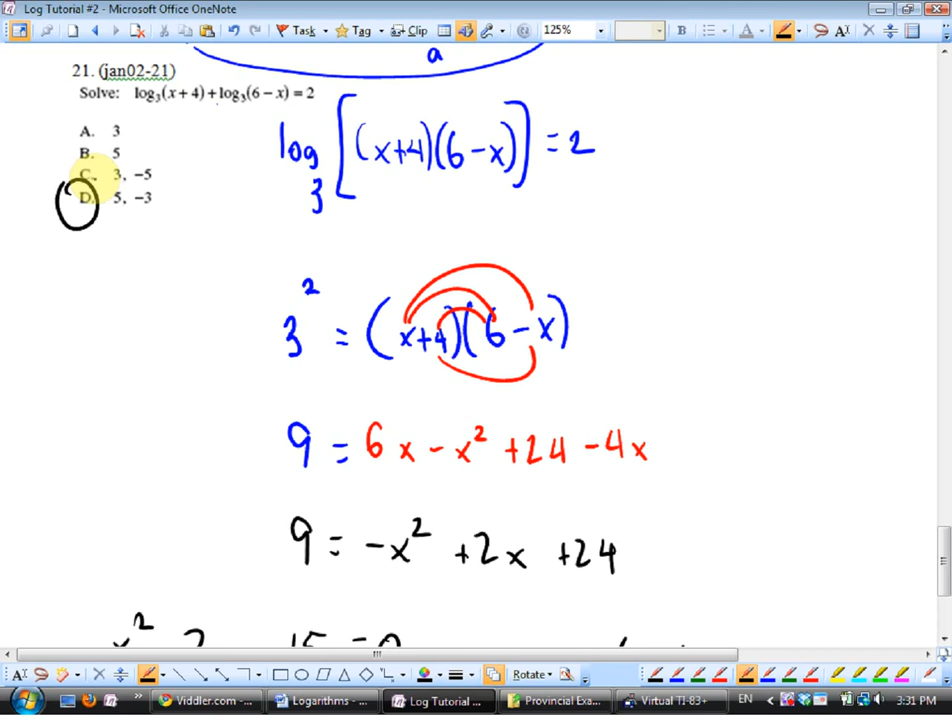 Log Tutorial #2 - Microsoft Office OneNote
Task Tag Clip 125% B A
a
21. (jan02-21)
Solve: log₃(x + 4) + log₃(6 − x) = 2
A. 3
B. 5
C. 3, −5
D. 5, −3
log₃[(x+4)(6−x)] = 2
3² = (x+4)(6−x)
9 = 6x − x² + 24 − 4x
9 = −x² + 2x + 24
Rotate
Viddler.com - ... Logarithms - ... Log Tutorial ... Provincial Exa... Virtual TI-83+ EN 3:31 PM